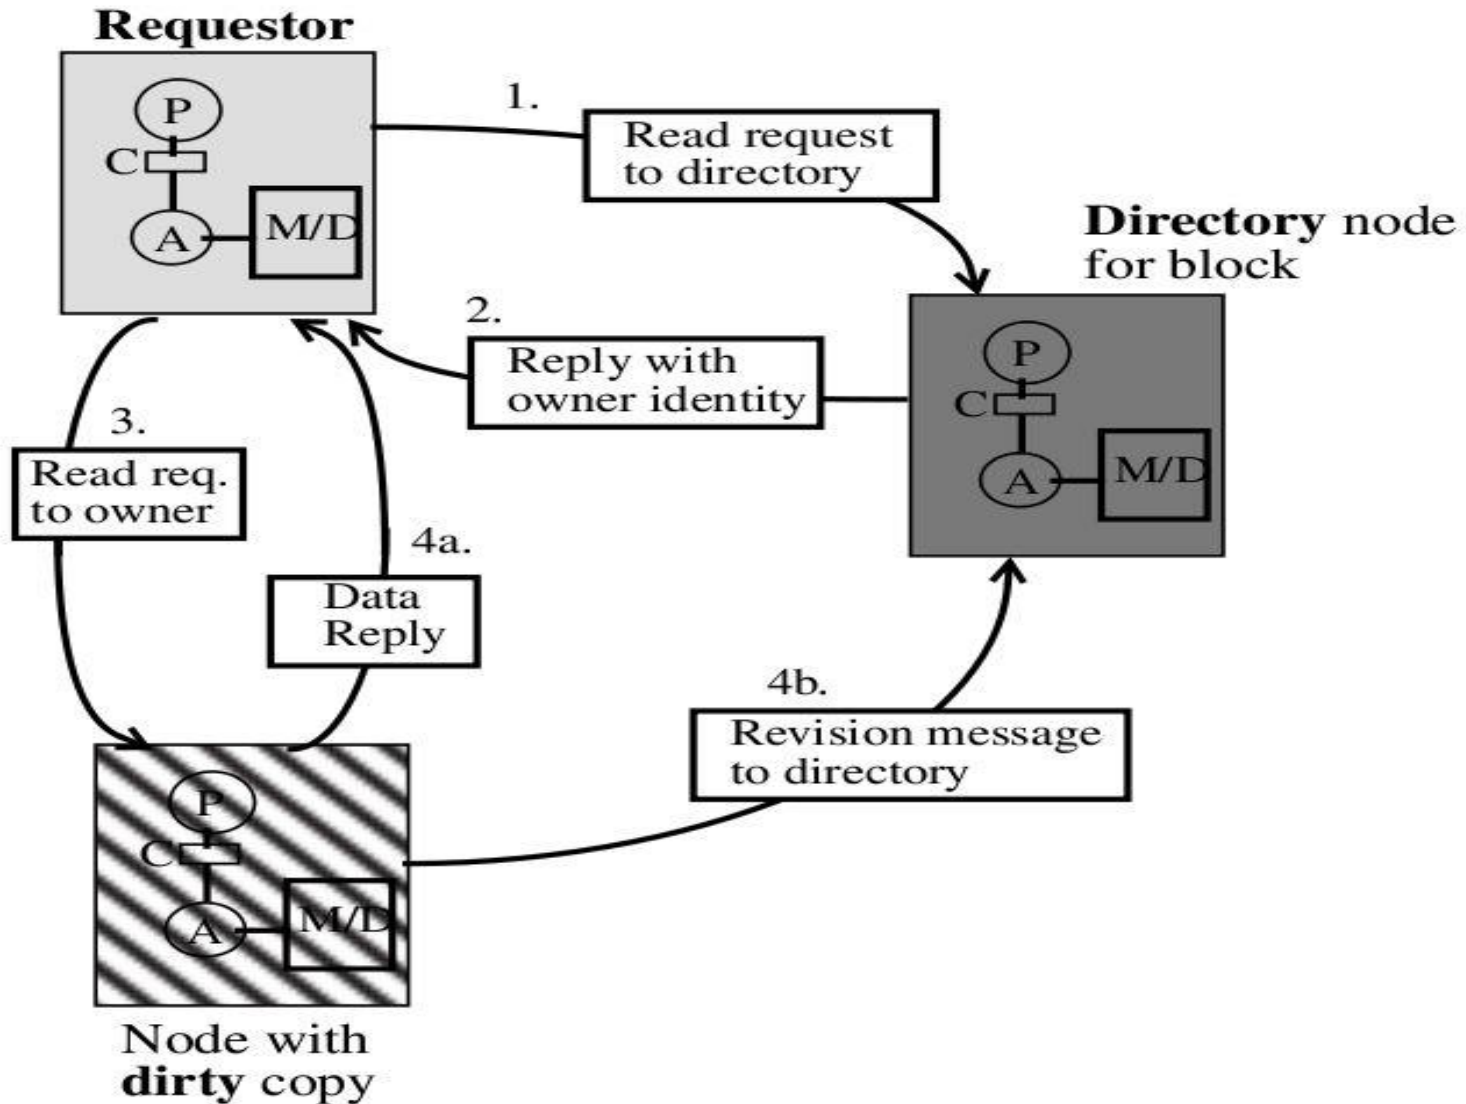 Requestor
P
C
A
M/D
1.
Read request
to directory
Directory node
for block
P
C
A
M/D
2.
Reply with
owner identity
3.
Read req.
to owner
4a.
Data
Reply
4b.
Revision message
to directory
P
C
A
M/D
Node with
dirty copy